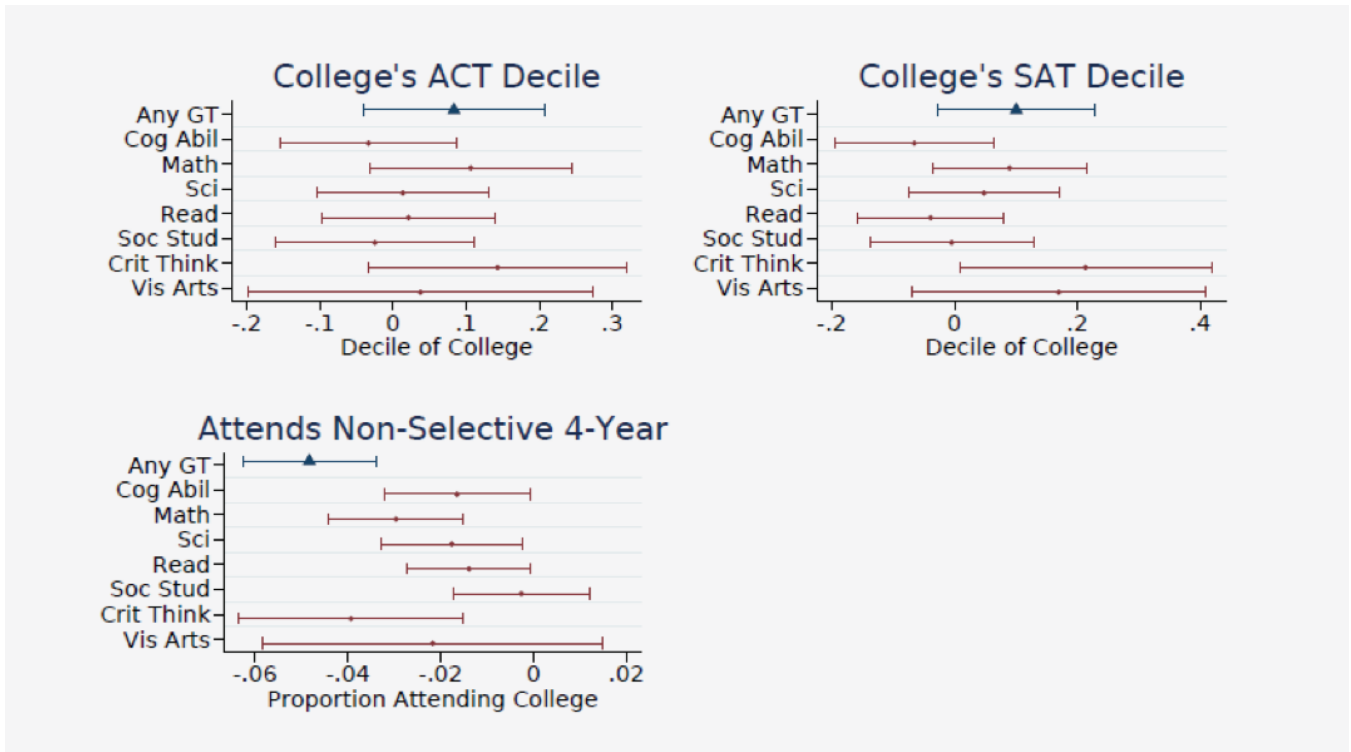 College's ACT Decile
Any GT
Cog Abil
Math
Sci
Read
Soc Stud
Crit Think
Vis Arts
-.2 -.1 0 .1 .2 .3
Decile of College
College's SAT Decile
Any GT
Cog Abil
Math
Sci
Read
Soc Stud
Crit Think
Vis Arts
-.2 0 .2 .4
Decile of College
Attends Non-Selective 4-Year
Any GT
Cog Abil
Math
Sci
Read
Soc Stud
Crit Think
Vis Arts
-.06 -.04 -.02 0 .02
Proportion Attending College